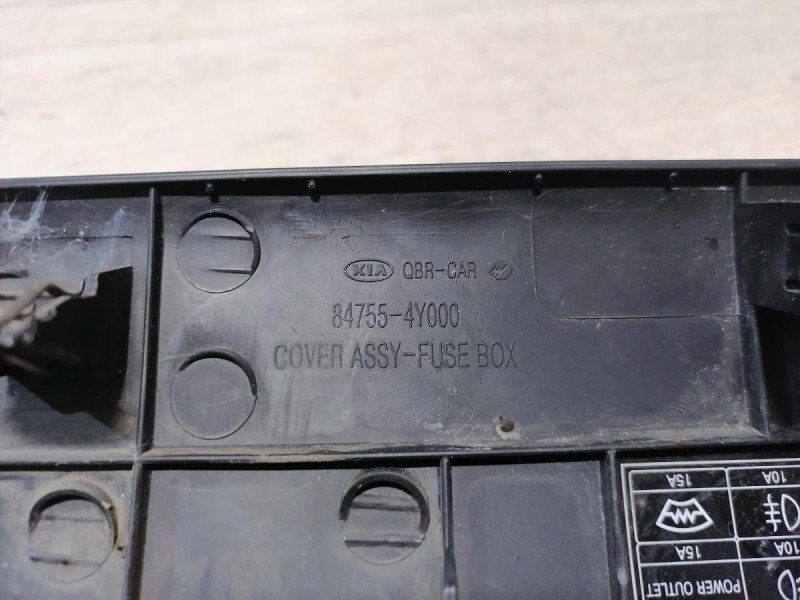 KIA QBR-CAR
84755-4Y000
COVER ASSY-FUSE BOX
15A 10A
15A 10A
POWER OUTLET